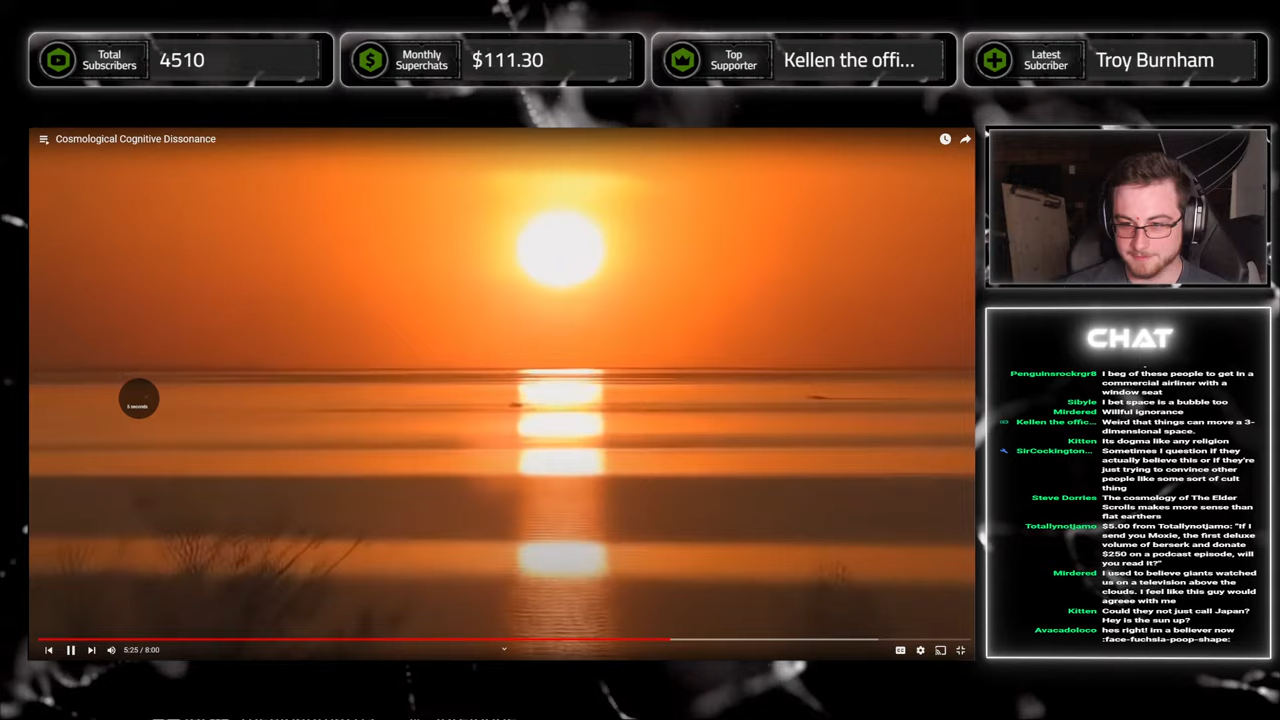 Total
Subscribers
4510
Monthly
Superchats
$111.30
Top
Supporter
Kellen the offi...
Latest
Subcriber
Troy Burnham
Cosmological Cognitive Dissonance
5 seconds
5:25 / 8:00
CHAT
Penguinsrockrgr8 I beg of these people to get in a
commercial airliner with a
window seat
Sibyle I bet space is a bubble too
Mirdered Willful ignorance
Kellen the offic... Weird that things can move a 3-
dimensional space.
Kitten Its dogma like any religion
SirCockington... Sometimes I question if they
actually believe this or if they're
just trying to convince other
people like some sort of cult
thing
Steve Dorries The cosmology of The Elder
Scrolls makes more sense than
flat earthers
Totallynotjamo $5.00 from Totallynotjamo: "If I
send you Moxie, the first deluxe
volume of berserk and donate
$250 on a podcast episode, will
you read it?"
Mirdered I used to believe giants watched
us on a television above the
clouds. I feel like this guy would
agreee with me
Kitten Could they not just call Japan?
Hey is the sun up?
Avacadoloco hes right! im a believer now
:face-fuchsia-poop-shape: